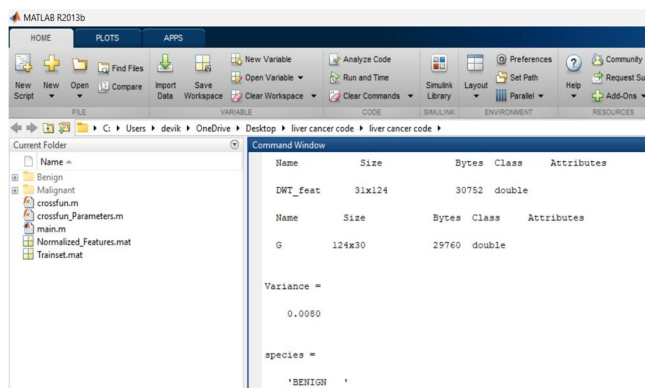 MATLAB R2013b
HOME PLOTS APPS
New Script New Open Find Files Compare Import Data Save Workspace New Variable Open Variable Clear Workspace Analyze Code Run and Time Clear Commands Simulink Library Layout Preferences Set Path Parallel Help Community Request Su Add-Ons
FILE VARIABLE CODE SIMULINK ENVIRONMENT RESOURCES
C: Users devik OneDrive Desktop liver cancer code liver cancer code
Current Folder
Name
Benign
Malignant
crossfun.m
crossfun_Parameters.m
main.m
Normalized_Features.mat
Trainset.mat
Command Window
Name Size Bytes Class Attributes
DWT_feat 31x124 30752 double
Name Size Bytes Class Attributes
G 124x30 29760 double
Variance =
0.0080
species =
'BENIGN   '